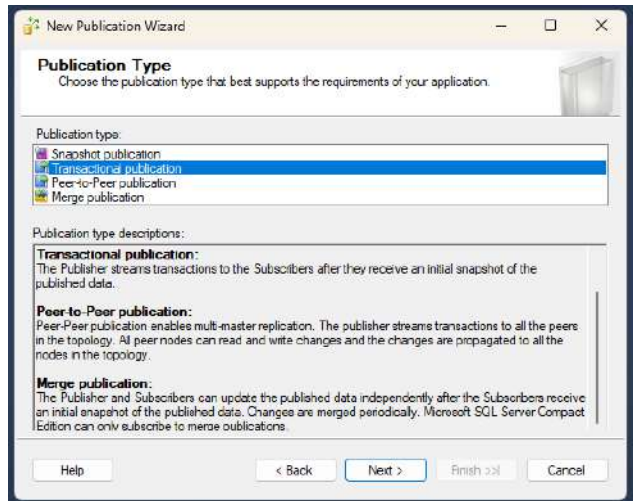 New Publication Wizard
Publication Type
Choose the publication type that best supports the requirements of your application.
Publication type:
Snapshot publication
Transactional publication
Peer-to-Peer publication
Merge publication
Publication type descriptions:
Transactional publication:
The Publisher streams transactions to the Subscribers after they receive an initial snapshot of the
published data.
Peer-to-Peer publication:
Peer-Peer publication enables multi-master replication. The publisher streams transactions to all the peers
in the topology. All peer nodes can read and write changes and the changes are propagated to all the
nodes in the topology.
Merge publication:
The Publisher and Subscribers can update the published data independently after the Subscribers receive
an initial snapshot of the published data. Changes are merged periodically. Microsoft SQL Server Compact
Edition can only subscribe to merge publications.
Help
< Back
Next >
Finish >>|
Cancel